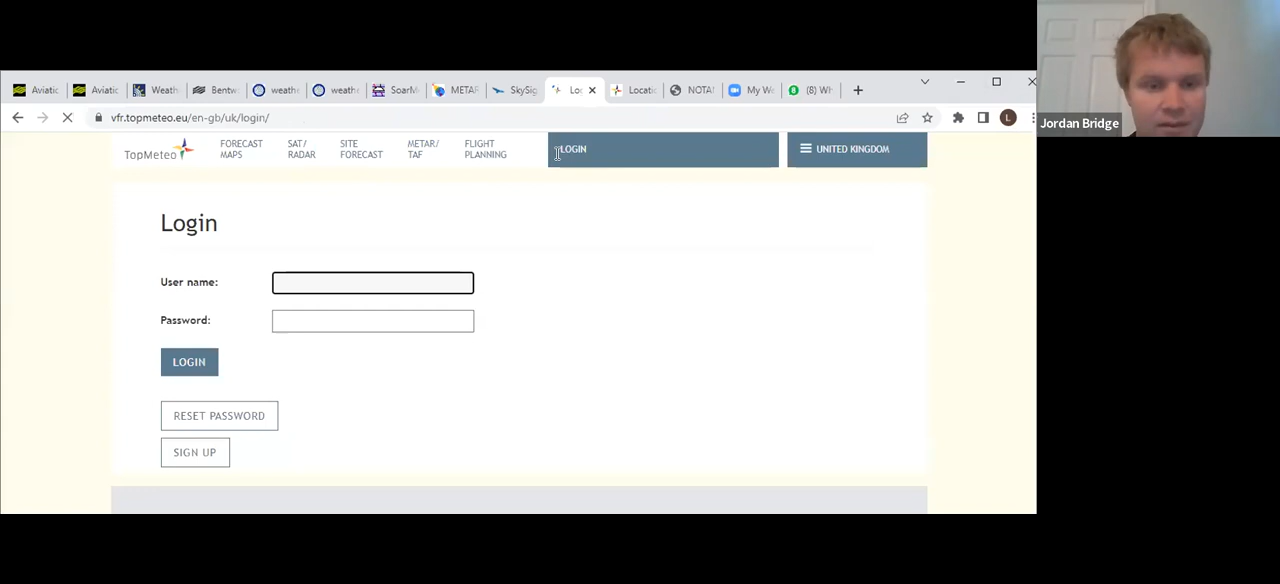 Aviatic
Aviatic
Weath
Bentw
weathe
weathe
SoarM
METAR
SkySig
Loc
Locatic
NOTA
My W
(8) Wh
vfr.topmeteo.eu/en-gb/uk/login/
L
TopMeteo
FORECAST
MAPS
SAT/
RADAR
SITE
FORECAST
METAR/
TAF
FLIGHT
PLANNING
LOGIN
UNITED KINGDOM
Login
User name:
Password:
LOGIN
RESET PASSWORD
SIGN UP
Jordan Bridge